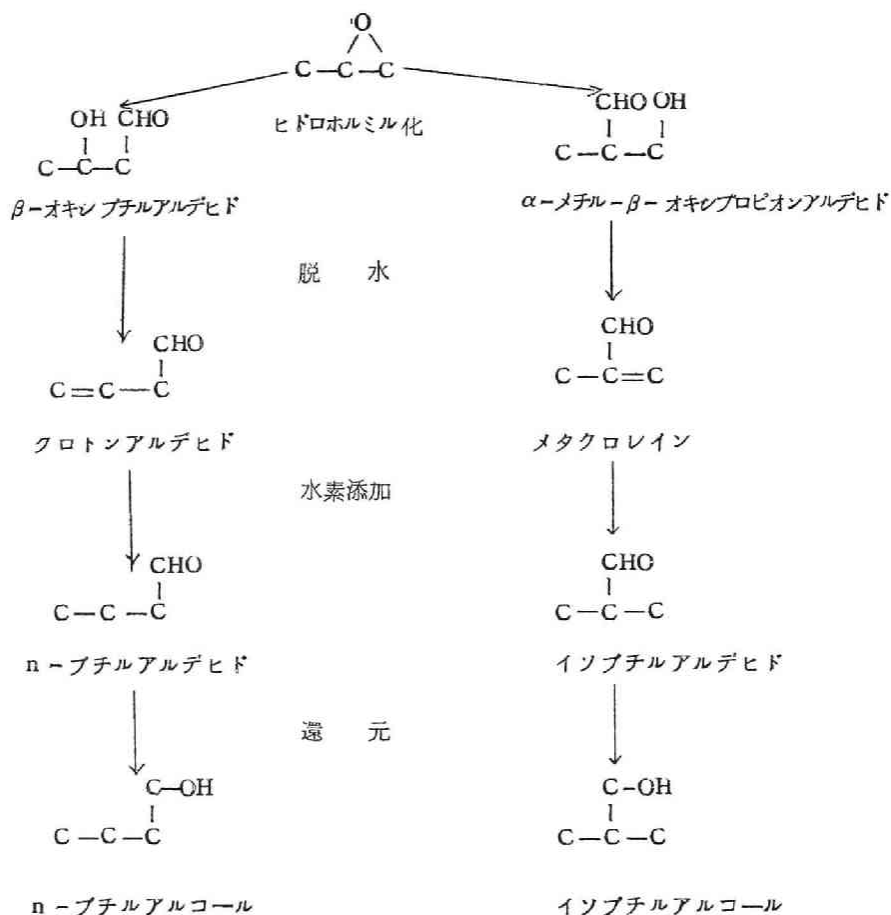 O
C－C－C
ヒドロホルミル化
OH CHO
C－C－C
β－オキシブチルアルデヒド
CHO OH
C－C－C
α－メチル－β－オキシプロピオンアルデヒド
脱　水
CHO
C＝C－C
クロトンアルデヒド
CHO
C－C＝C
メタクロレイン
水素添加
CHO
C－C－C
n－ブチルアルデヒド
CHO
C－C－C
イソブチルアルデヒド
還　元
C－OH
C－C－C
n－ブチルアルコール
C－OH
C－C－C
イソブチルアルコール